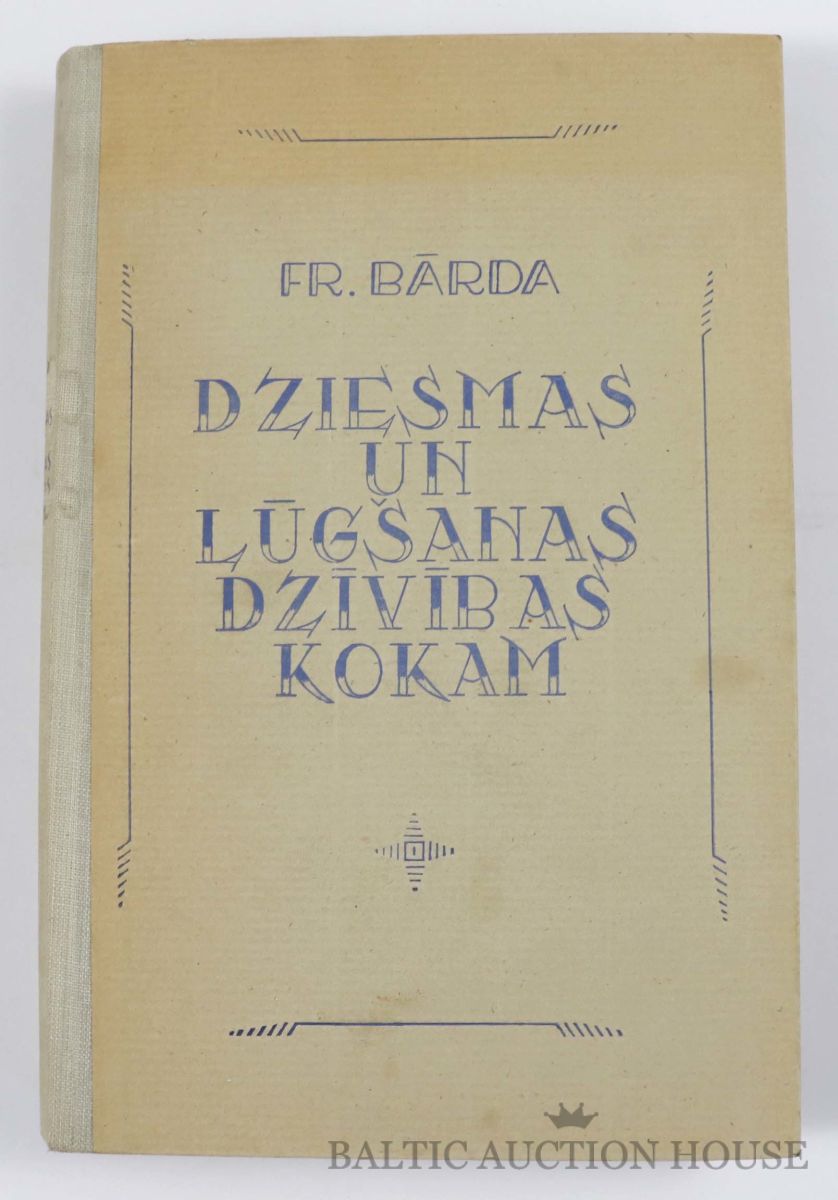 FR. BĀRDA
DZIESMAS
UN
LŪGŠANAS
DZĪVĪBAS
KOKAM
BALTIC AUCTION HOUSE